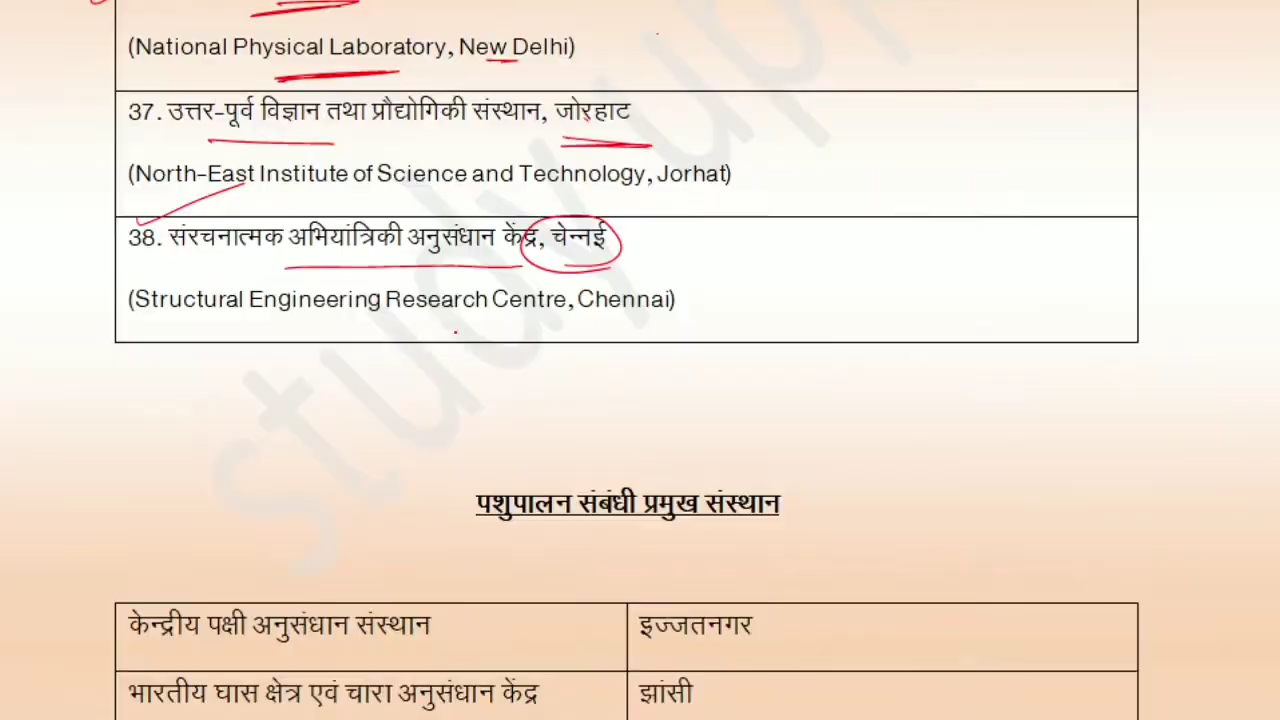 (National Physical Laboratory, New Delhi)
37. उत्तर-पूर्व विज्ञान तथा प्रौद्योगिकी संस्थान, जोरहाट
(North-East Institute of Science and Technology, Jorhat)
38. संरचनात्मक अभियांत्रिकी अनुसंधान केंद्र, चेन्नई
(Structural Engineering Research Centre, Chennai)
study upp
पशुपालन संबंधी प्रमुख संस्थान
केन्द्रीय पक्षी अनुसंधान संस्थान इज्जतनगर
भारतीय घास क्षेत्र एवं चारा अनुसंधान केंद्र झांसी